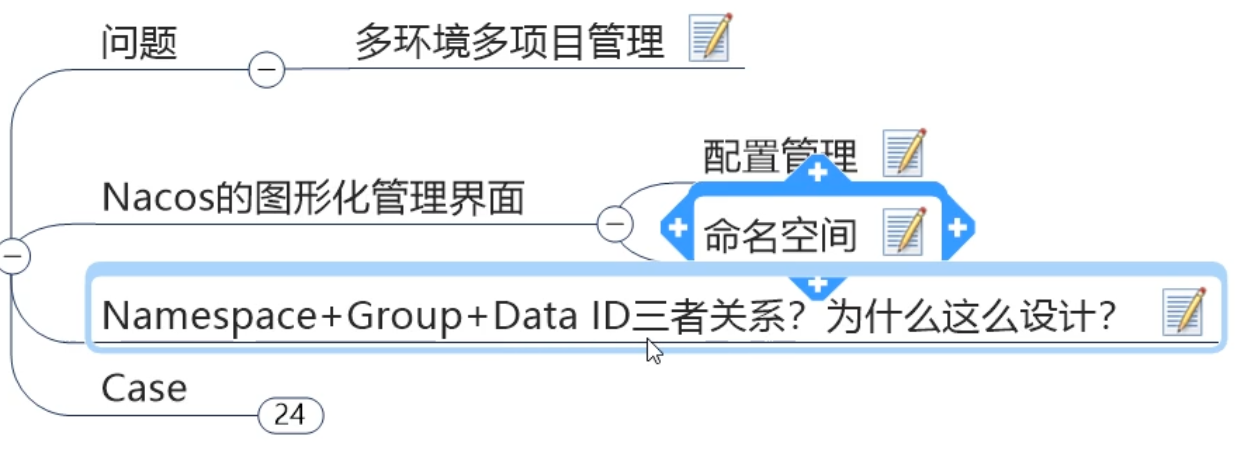 问题
多环境多项目管理
配置管理
Nacos的图形化管理界面
命名空间
Namespace+Group+Data ID三者关系？为什么这么设计？
Case
24